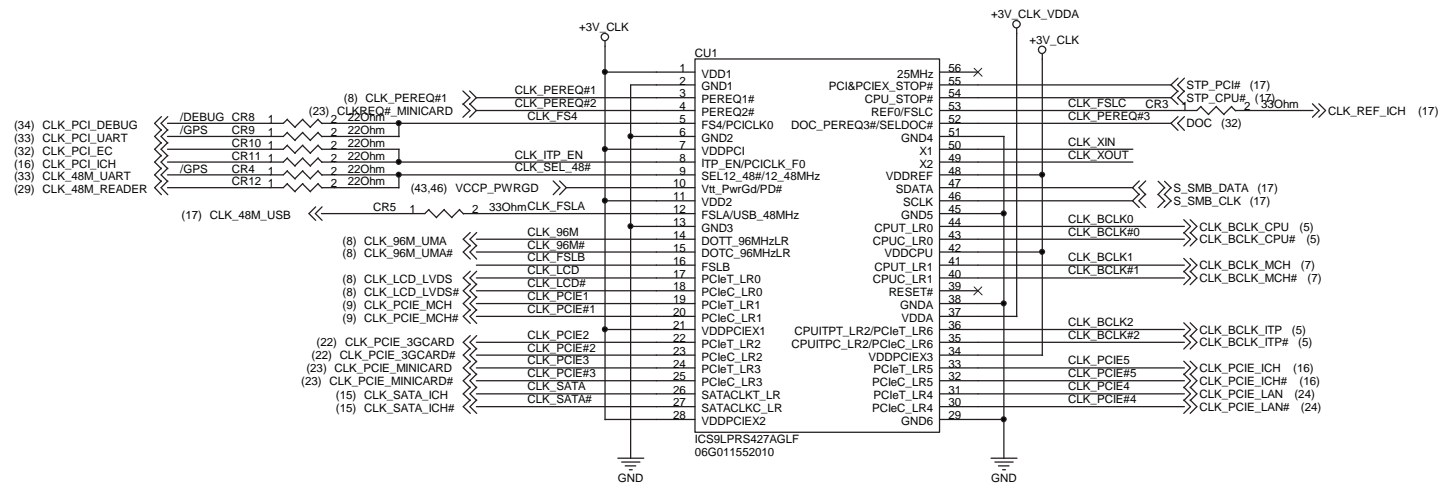 +3V_CLK
+3V_CLK_VDDA
+3V_CLK
CU1
(8) CLK_PEREQ#1 CLK_PEREQ#1 3 PEREQ1#
(23) CLKREQ#_MINICARD CLK_PEREQ#2 4 PEREQ2#
(34) CLK_PCI_DEBUG /DEBUG CR8 1 2 22Ohm CLK_FS4 5 FS4/PCICLK0
(33) CLK_PCI_UART /GPS CR9 1 2 22Ohm
(32) CLK_PCI_EC CR10 1 2 22Ohm
(16) CLK_PCI_ICH CR11 1 2 22Ohm CLK_ITP_EN 8 ITP_EN/PCICLK_F0
(33) CLK_48M_UART /GPS CR4 1 2 22Ohm CLK_SEL_48# 9 SEL12_48#/12_48MHz
(29) CLK_48M_READER CR12 1 2 22Ohm
(43,46) VCCP_PWRGD 10 Vtt_PwrGd/PD#
(17) CLK_48M_USB CR5 1 2 33Ohm CLK_FSLA 12 FSLA/USB_48MHz
1 VDD1
2 GND1
6 GND2
7 VDDPCI
11 VDD2
13 GND3
(8) CLK_96M_UMA CLK_96M 14 DOTT_96MHzLR
(8) CLK_96M_UMA# CLK_96M# 15 DOTC_96MHzLR
CLK_FSLB 16 FSLB
(8) CLK_LCD_LVDS CLK_LCD 17 PCIeT_LR0
(8) CLK_LCD_LVDS# CLK_LCD# 18 PCIeC_LR0
(9) CLK_PCIE_MCH CLK_PCIE1 19 PCIeT_LR1
(9) CLK_PCIE_MCH# CLK_PCIE#1 20 PCIeC_LR1
21 VDDPCIEX1
(22) CLK_PCIE_3GCARD CLK_PCIE2 22 PCIeT_LR2
(22) CLK_PCIE_3GCARD# CLK_PCIE#2 23 PCIeC_LR2
(23) CLK_PCIE_MINICARD CLK_PCIE3 24 PCIeT_LR3
(23) CLK_PCIE_MINICARD# CLK_PCIE#3 25 PCIeC_LR3
(15) CLK_SATA_ICH CLK_SATA 26 SATACLKT_LR
(15) CLK_SATA_ICH# CLK_SATA# 27 SATACLKC_LR
28 VDDPCIEX2
25MHz 56
PCI&PCIEX_STOP# 55 STP_PCI# (17)
CPU_STOP# 54 STP_CPU# (17)
REF0/FSLC 53 CLK_FSLC CR3 1 2 33Ohm CLK_REF_ICH (17)
DOC_PEREQ3#/SELDOC# 52 CLK_PEREQ#3 DOC (32)
GND4 51
X1 50 CLK_XIN
X2 49 CLK_XOUT
VDDREF 48
SDATA 47 S_SMB_DATA (17)
SCLK 46 S_SMB_CLK (17)
GND5 45
CPUT_LR0 44 CLK_BCLK0 CLK_BCLK_CPU (5)
CPUC_LR0 43 CLK_BCLK#0 CLK_BCLK_CPU# (5)
VDDCPU 42
CPUT_LR1 41 CLK_BCLK1 CLK_BCLK_MCH (7)
CPUC_LR1 40 CLK_BCLK#1 CLK_BCLK_MCH# (7)
RESET# 39
GNDA 38
VDDA 37
CPUITPT_LR2/PCIeT_LR6 36 CLK_BCLK2 CLK_BCLK_ITP (5)
CPUITPC_LR2/PCIeC_LR6 35 CLK_BCLK#2 CLK_BCLK_ITP# (5)
VDDPCIEX3 34
PCIeT_LR5 33 CLK_PCIE5 CLK_PCIE_ICH (16)
PCIeC_LR5 32 CLK_PCIE#5 CLK_PCIE_ICH# (16)
PCIeT_LR4 31 CLK_PCIE4 CLK_PCIE_LAN (24)
PCIeC_LR4 30 CLK_PCIE#4 CLK_PCIE_LAN# (24)
GND6 29
ICS9LPRS427AGLF
06G011552010
GND
GND